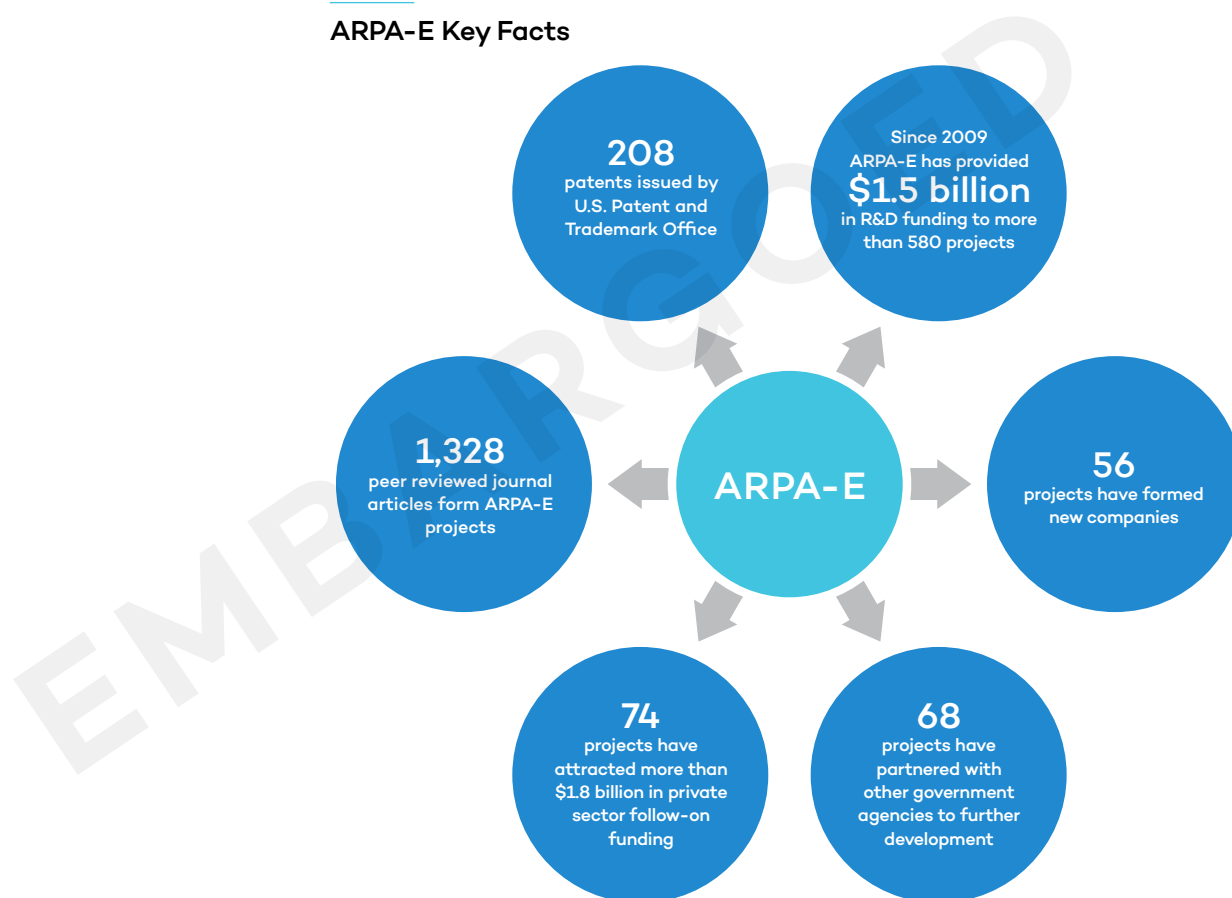 ARPA-E Key Facts
208
patents issued by
U.S. Patent and
Trademark Office
Since 2009
ARPA-E has provided
$1.5 billion
in R&D funding to more
than 580 projects
1,328
peer reviewed journal
articles form ARPA-E
projects
ARPA-E
56
projects have formed
new companies
74
projects have
attracted more than
$1.8 billion in private
sector follow-on
funding
68
projects have
partnered with
other government
agencies to further
development
EMBARGOED